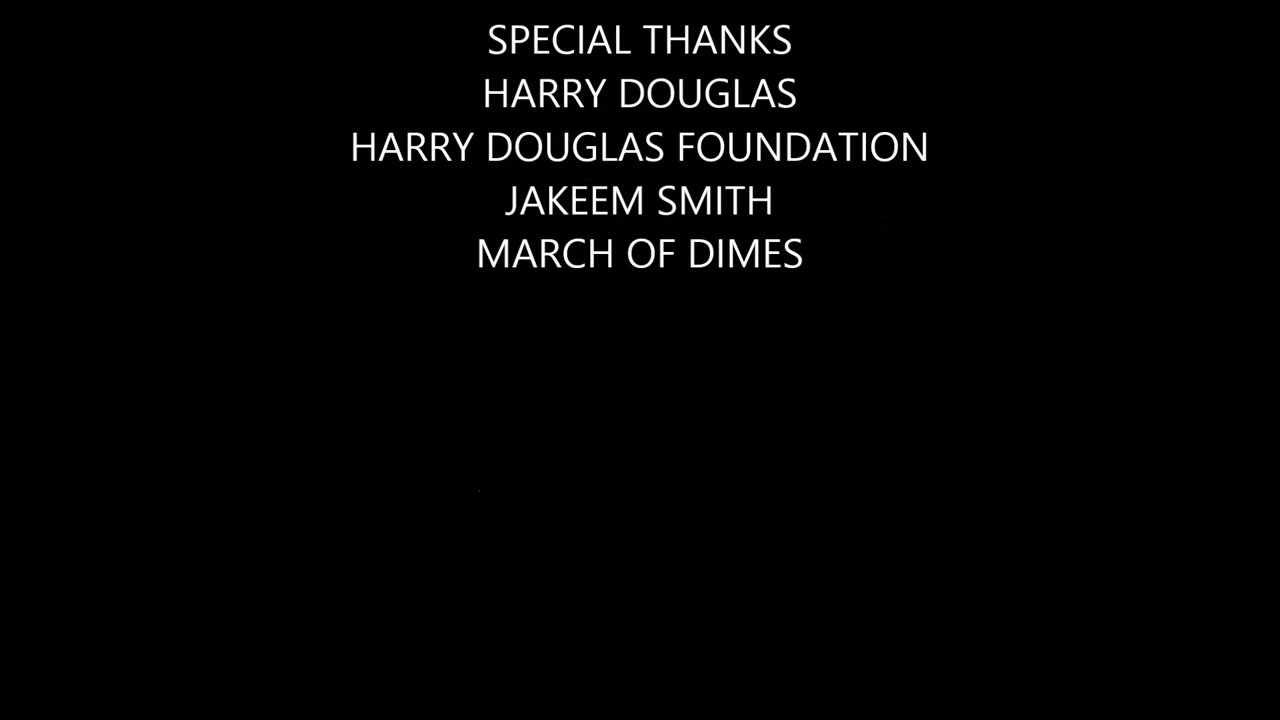 SPECIAL THANKS
HARRY DOUGLAS
HARRY DOUGLAS FOUNDATION
JAKEEM SMITH
MARCH OF DIMES